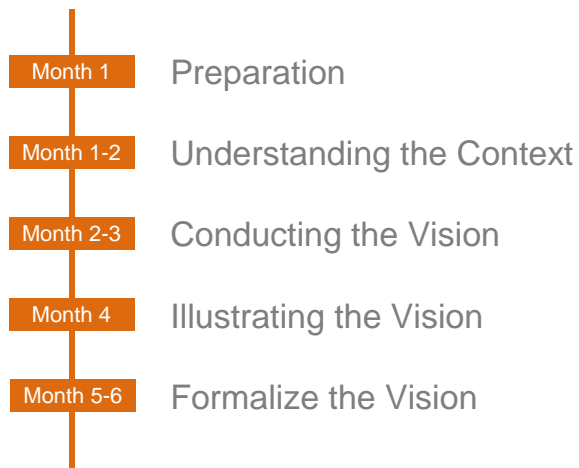 Month 1 Preparation
Month 1-2 Understanding the Context
Month 2-3 Conducting the Vision
Month 4 Illustrating the Vision
Month 5-6 Formalize the Vision